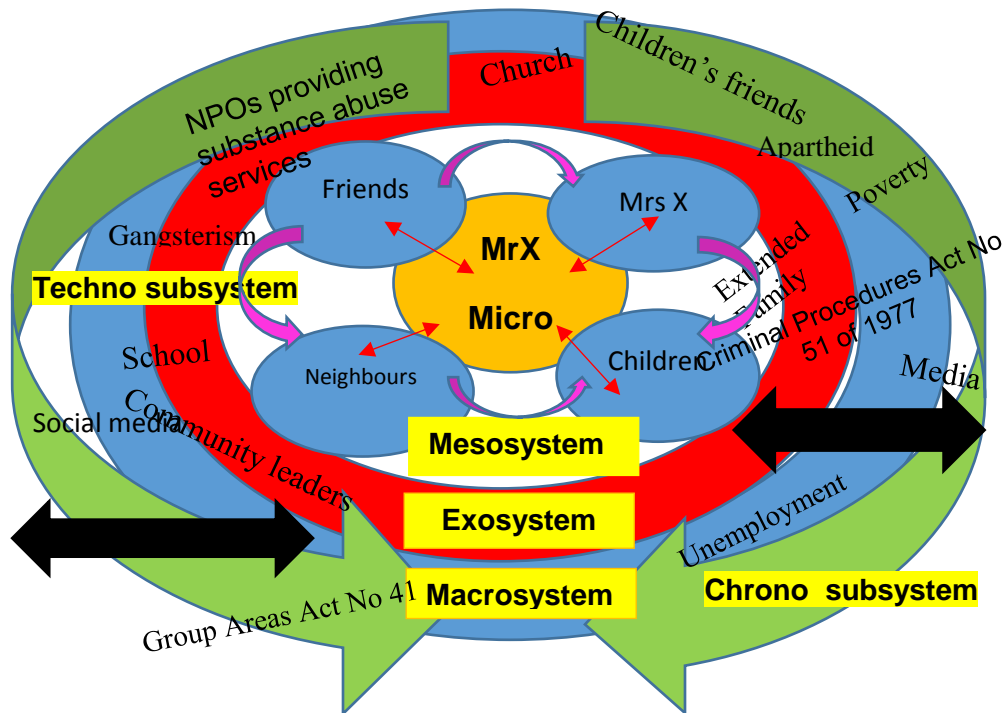 Church
Children's friends
NPOs providing
substance abuse
services
Apartheid
Poverty
Friends
Mrs X
Gangsterism
MrX
Micro
Extended
Family
Criminal Procedures Act No
51 of 1977
Techno subsystem
School
Neighbours
Children
Media
Social media
Community leaders
Mesosystem
Exosystem
Unemployment
Macrosystem
Chrono subsystem
Group Areas Act No 41